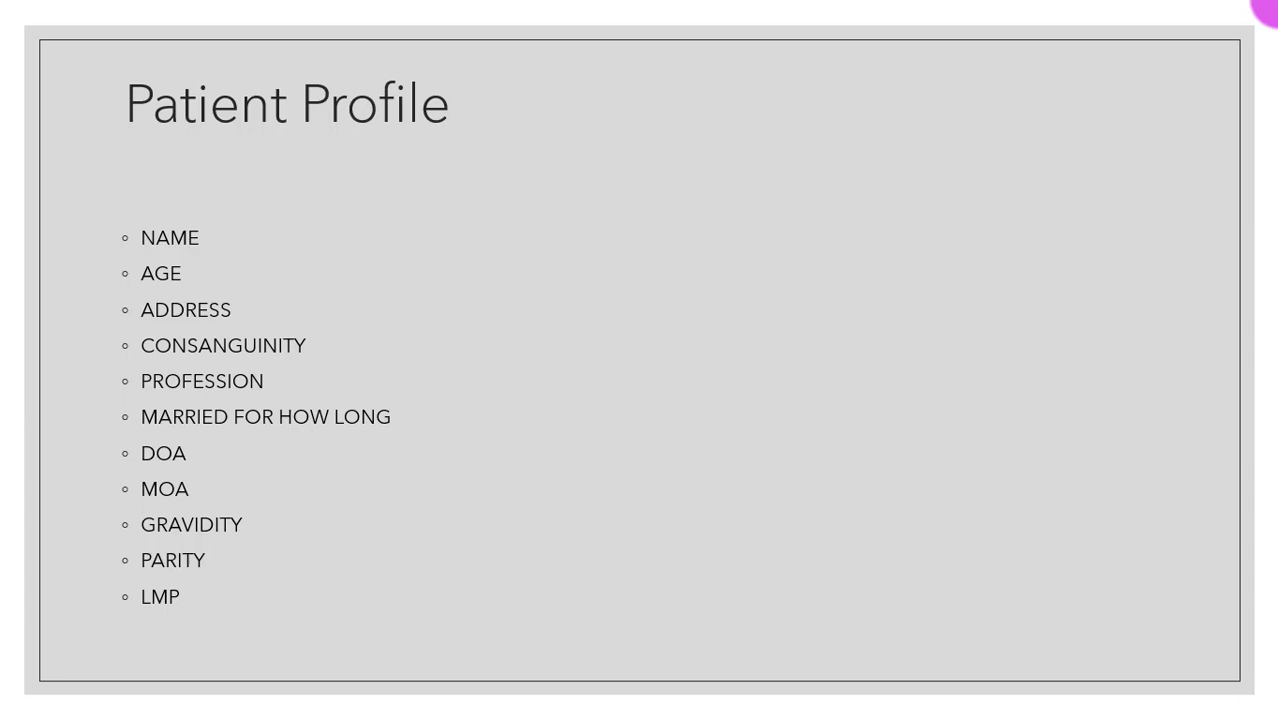 Patient Profile
◦ NAME
◦ AGE
◦ ADDRESS
◦ CONSANGUINITY
◦ PROFESSION
◦ MARRIED FOR HOW LONG
◦ DOA
◦ MOA
◦ GRAVIDITY
◦ PARITY
◦ LMP